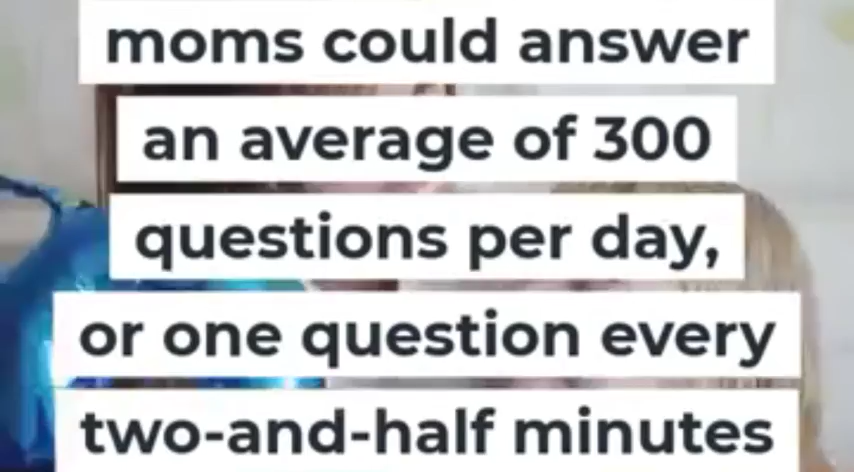 moms could answer
an average of 300
questions per day,
or one question every
two-and-half minutes